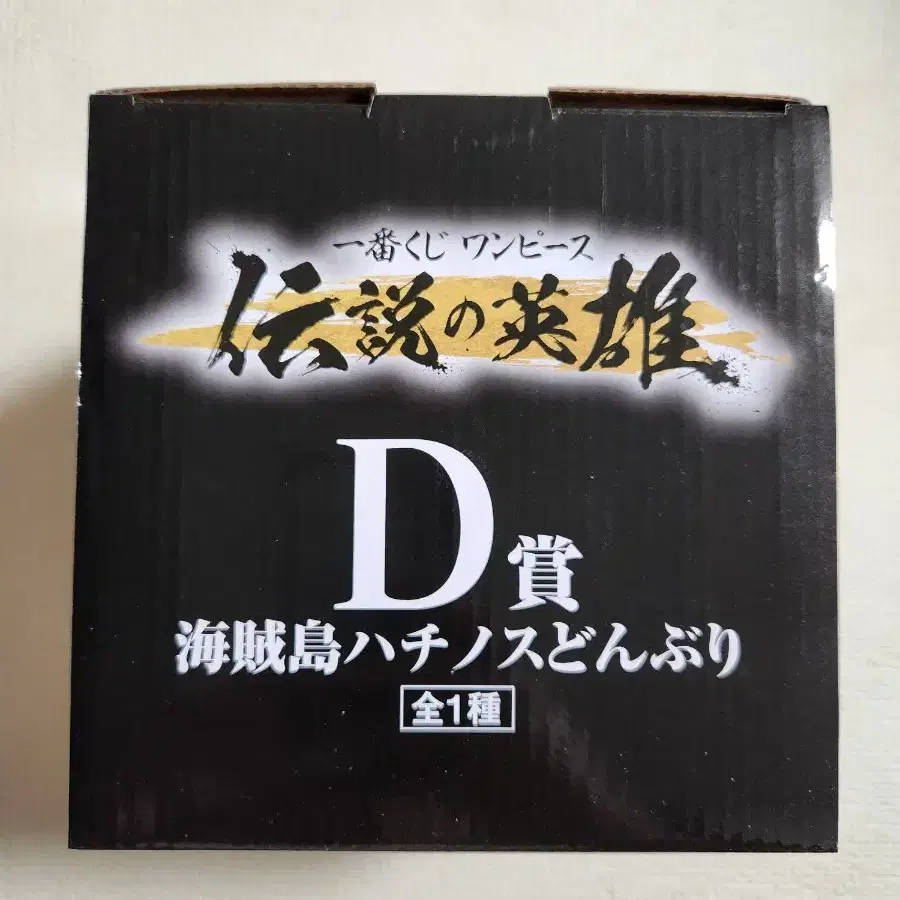 一番くじ ワンピース
伝説の英雄
D賞
海賊島ハチノスどんぶり
全1種